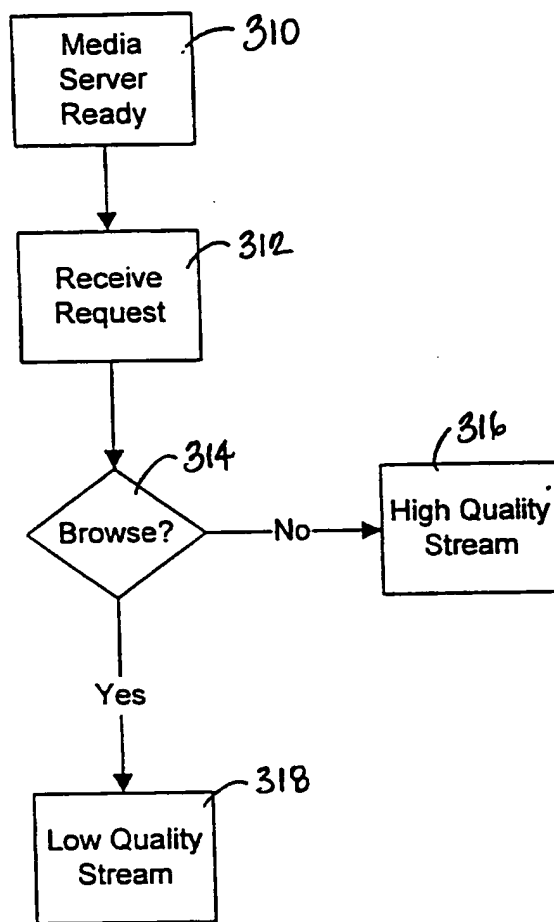 310
Media
Server
Ready
312
Receive
Request
314
Browse?
No
316
High Quality
Stream
Yes
318
Low Quality
Stream